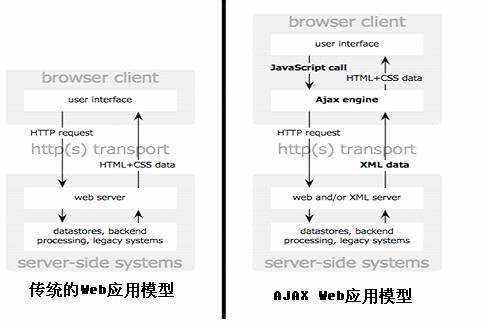 browser client
user interface
HTTP request
http(s) transport
HTML+CSS data
web server
datastores, backend
processing, legacy systems
server-side systems
传统的Web应用模型
browser client
user interface
JavaScript call
HTML+CSS data
Ajax engine
HTTP request
http(s) transport
XML data
web and/or XML server
datastores, backend
processing, legacy systems
server-side systems
AJAX Web应用模型